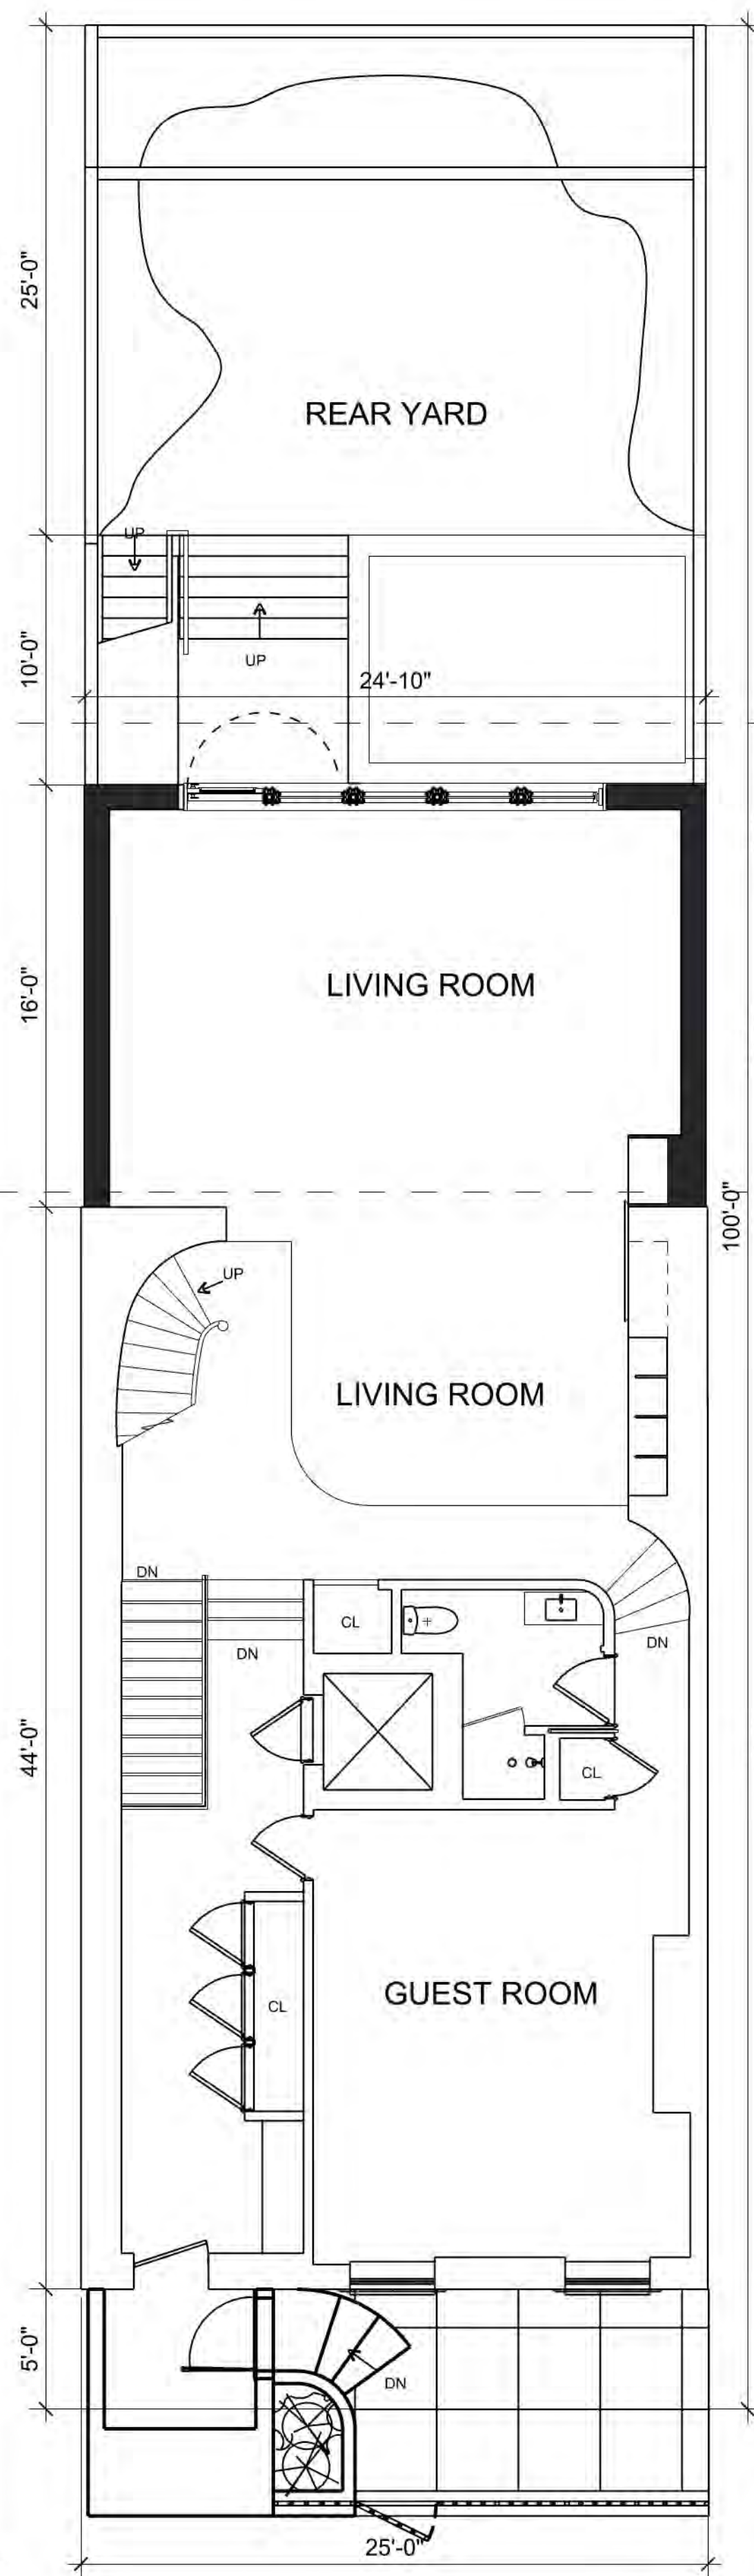 25'-0"
REAR YARD
UP
10'-0"
UP
24'-10"
16'-0"
LIVING ROOM
100'-0"
UP
LIVING ROOM
DN
CL
DN
DN
44'-0"
CL
GUEST ROOM
CL
5'-0"
DN
25'-0"